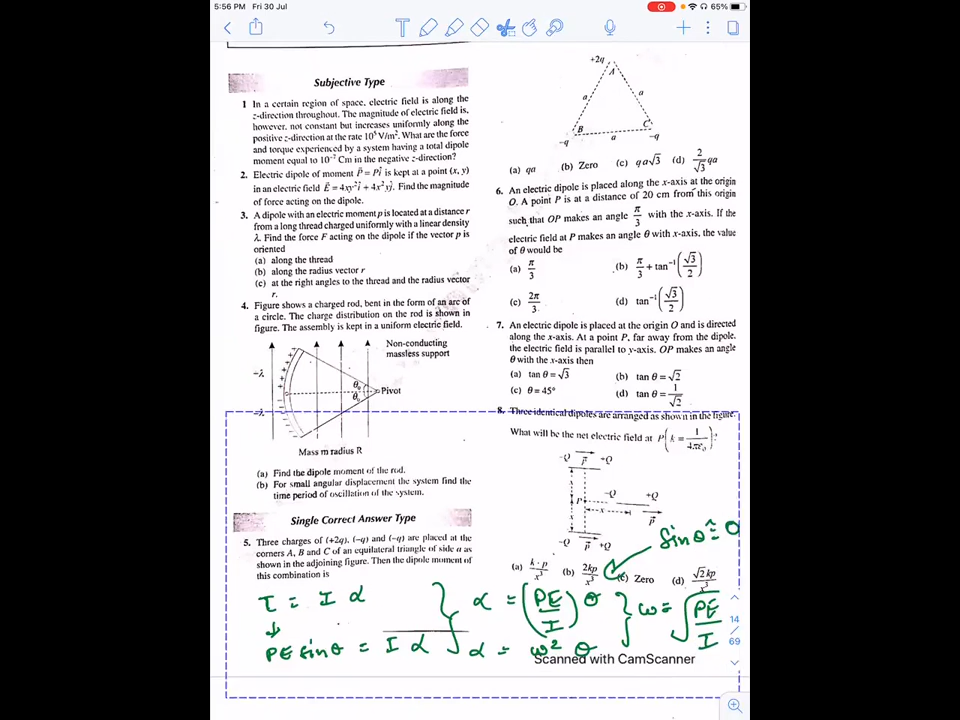 5:56 PM Fri 30 Jul
65%
Subjective Type
1 In a certain region of space, electric field is along the
z-direction throughout. The magnitude of electric field is,
however, not constant but increases uniformly along the
positive z-direction at the rate 10⁵ V/m². What are the force
and torque experienced by a system having a total dipole
moment equal to 10⁻⁷ Cm in the negative z-direction?
2. Electric dipole of moment P⃗ = Pî is kept at a point (x, y)
in an electric field E⃗ = 4xy²î + 4x²yĵ. Find the magnitude
of force acting on the dipole.
3. A dipole with an electric moment p is located at a distance r
from a long thread charged uniformly with a linear density
λ. Find the force F acting on the dipole if the vector p is
oriented
(a) along the thread
(b) along the radius vector r
(c) at the right angles to the thread and the radius vector
r.
4. Figure shows a charged rod, bent in the form of an arc of
a circle. The charge distribution on the rod is shown in
figure. The assembly is kept in a uniform electric field.
Non-conducting
massless support
+λ
θ₀
θ₀
Pivot
-λ
Mass m radius R
(a) Find the dipole moment of the rod.
(b) For small angular displacement the system find the
time period of oscillation of the system.
Single Correct Answer Type
5. Three charges of (+2q), (−q) and (−q) are placed at the
corners A, B and C of an equilateral triangle of side a as
shown in the adjoining figure. Then the dipole moment of
this combination is
+2q
A
a
a
B
C
−q
a
−q
(a) qa (b) Zero (c) qa√3 (d) 2/√3 qa
6. An electric dipole is placed along the x-axis at the origin
O. A point P is at a distance of 20 cm from this origin
such that OP makes an angle π/3 with the x-axis. If the
electric field at P makes an angle θ with x-axis, the value
of θ would be
(a) π/3 (b) π/3 + tan⁻¹(√3/2)
(c) 2π/3 (d) tan⁻¹(√3/2)
7. An electric dipole is placed at the origin O and is directed
along the x-axis. At a point P, far away from the dipole,
the electric field is parallel to y-axis. OP makes an angle
θ with the x-axis then
(a) tan θ = √3 (b) tan θ = √2
(c) θ = 45° (d) tan θ = 1/√2
8. Three identical dipoles are arranged as shown in the figure.
What will be the net electric field at P(k = 1/4πε₀)?
−Q p⃗ +Q
x
P
−Q +Q
x
x
p⃗
−Q p⃗ +Q
(a) k·p/x³ (b) 2kp/x³ (c) Zero (d) √2kp/x³
sinθ ≈ θ
τ = I α
α = (PE/I) θ
ω = √PE/I
PE sinθ = I α
α = ω² θ
Scanned with CamScanner
14
/
69